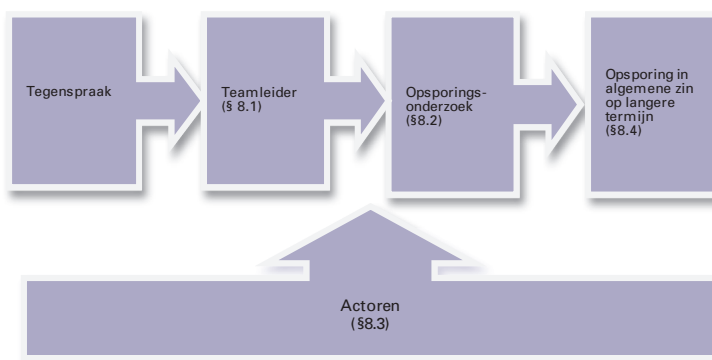 Tegenspraak
Teamleider
(§ 8.1)
Opsporings-
onderzoek
(§8.2)
Opsporing in
algemene zin
op langere
termijn
(§8.4)
Actoren
(§8.3)